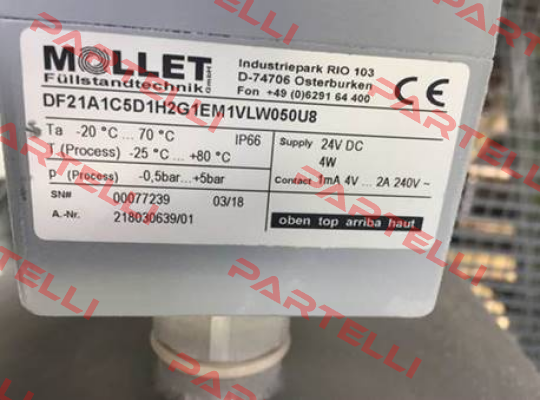 MOLLET
Füllstandtechnik GmbH
Industriepark RIO 103
D-74706 Osterburken
Fon +49 (0)6291 64 400
CE
DF21A1C5D1H2G1EM1VLW050U8
Ta -20 °C ... 70 °C IP66
T (Process) -25 °C ... +80 °C
P (Process) -0,5bar...+5bar
SN# 00077239 03/18
A.-Nr. 218030639/01
Supply 24V DC
4W
Contact 1mA 4V ... 2A 240V ~
oben top arriba haut
PARTELLI
PARTELLI
PARTELLI
PARTELLI
PARTELLI